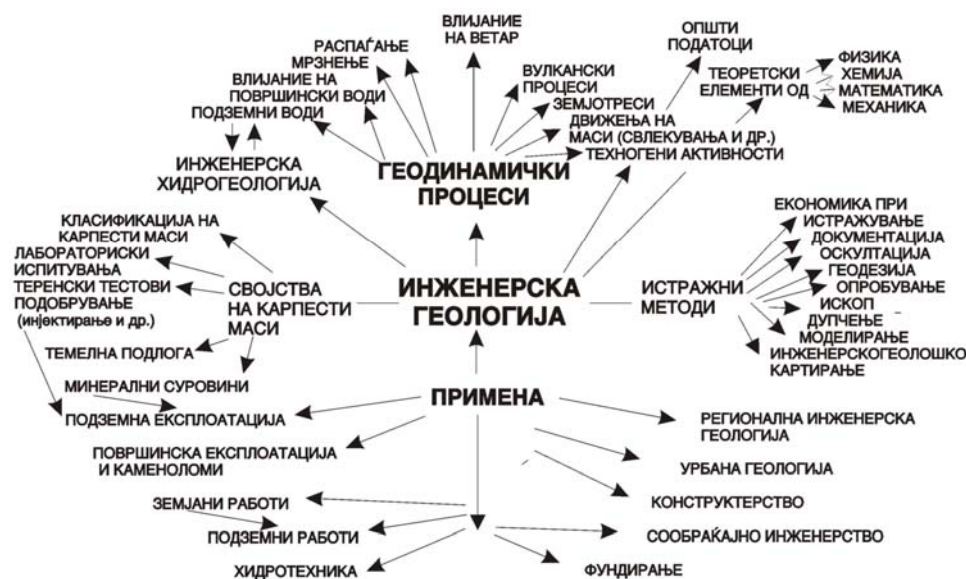 ВЛИЈАНИЕ
НА ВЕТАР
РАСПАЃАЊЕ
МРЗНЕЊЕ
ВЛИЈАНИЕ НА
ПОВРШИНСКИ ВОДИ
ПОДЗЕМНИ ВОДИ
ИНЖЕНЕРСКА
ХИДРОГЕОЛОГИЈА
ВУЛКАНСКИ
ПРОЦЕСИ
ЗЕМЈОТРЕСИ
ДВИЖЕЊА НА
МАСИ (СВЛЕКУВАЊА И ДР.)
ТЕХНОГЕНИ АКТИВНОСТИ
ГЕОДИНАМИЧКИ
ПРОЦЕСИ
ОПШТИ
ПОДАТОЦИ
ТЕОРЕТСКИ
ЕЛЕМЕНТИ ОД
ФИЗИКА
ХЕМИЈА
МАТЕМАТИКА
МЕХАНИКА
КЛАСИФИКАЦИЈА НА
КАРПЕСТИ МАСИ
ЛАБОРАТОРИСКИ
ИСПИТУВАЊА
ТЕРЕНСКИ ТЕСТОВИ
ПОДОБРУВАЊЕ
(инјектирање и др.)
СВОЈСТВА
НА КАРПЕСТИ
МАСИ
ТЕМЕЛНА ПОДЛОГА
МИНЕРАЛНИ СУРОВИНИ
ИНЖЕНЕРСКА
ГЕОЛОГИЈА
ИСТРАЖНИ
МЕТОДИ
ЕКОНОМИКА ПРИ
ИСТРАЖУВАЊЕ
ДОКУМЕНТАЦИЈА
ОСКУЛТАЦИЈА
ГЕОДЕЗИЈА
ОПРОБУВАЊЕ
ИСКОП
ДУПЧЕЊЕ
МОДЕЛИРАЊЕ
ИНЖЕНЕРСКОГЕОЛОШКО
КАРТИРАЊЕ
ПРИМЕНА
ПОДЗЕМНА ЕКСПЛОАТАЦИЈА
ПОВРШИНСКА ЕКСПЛОАТАЦИЈА
И КАМЕНОЛОМИ
ЗЕМЈАНИ РАБОТИ
ПОДЗЕМНИ РАБОТИ
ХИДРОТЕХНИКА
РЕГИОНАЛНА ИНЖЕНЕРСКА
ГЕОЛОГИЈА
УРБАНА ГЕОЛОГИЈА
КОНСТРУКТЕРСТВО
СООБРАЌАЈНО ИНЖЕНЕРСТВО
ФУНДИРАЊЕ